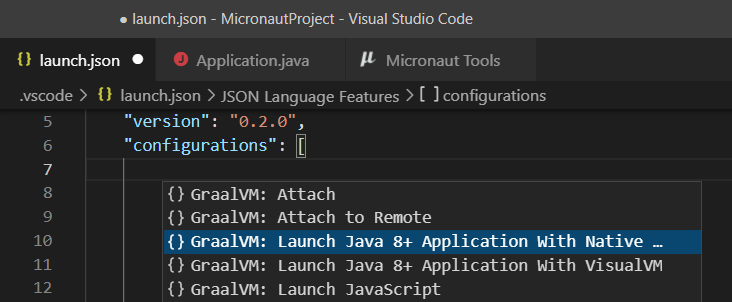 ● launch.json - MicronautProject - Visual Studio Code
{} launch.json ● J Application.java μ Micronaut Tools
.vscode > {} launch.json > JSON Language Features > [ ] configurations
5 "version": "0.2.0",
6 "configurations": [
7
8 {} GraalVM: Attach
9 {} GraalVM: Attach to Remote
10 {} GraalVM: Launch Java 8+ Application With Native …
11 {} GraalVM: Launch Java 8+ Application With VisualVM
12 {} GraalVM: Launch JavaScript